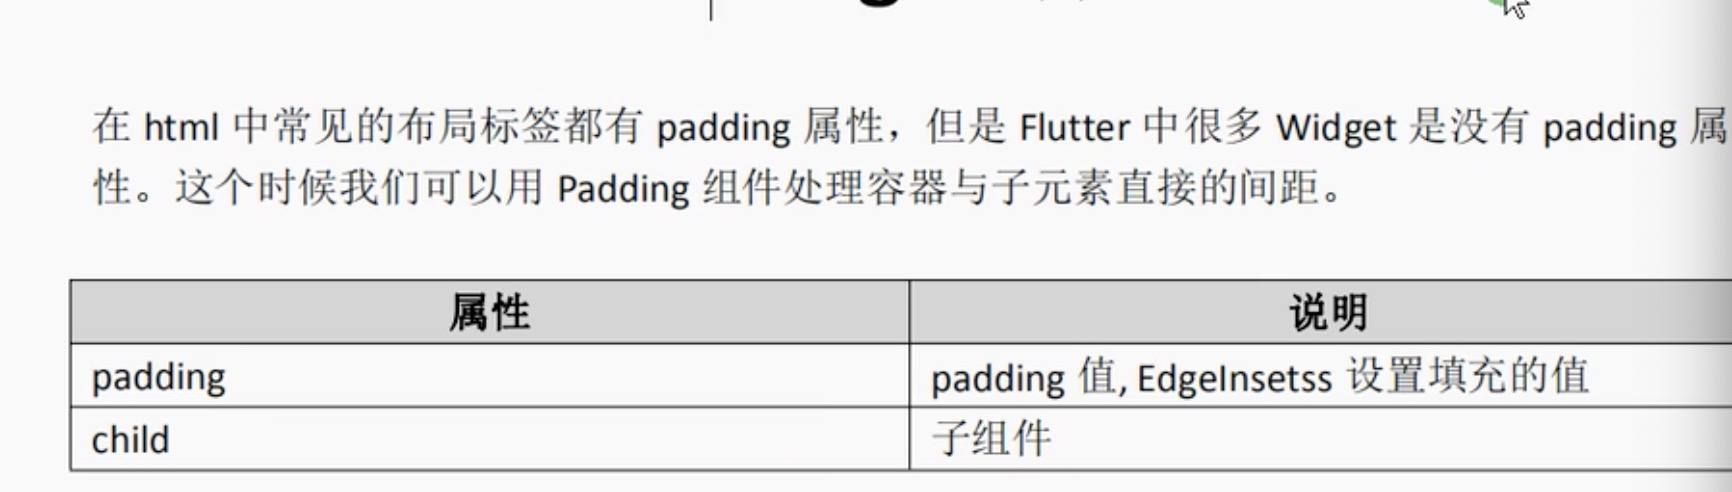 在 html 中常见的布局标签都有 padding 属性，但是 Flutter 中很多 Widget 是没有 padding 属
性。这个时候我们可以用 Padding 组件处理容器与子元素直接的间距。
属性 说明
padding padding 值, EdgeInsetss 设置填充的值
child 子组件